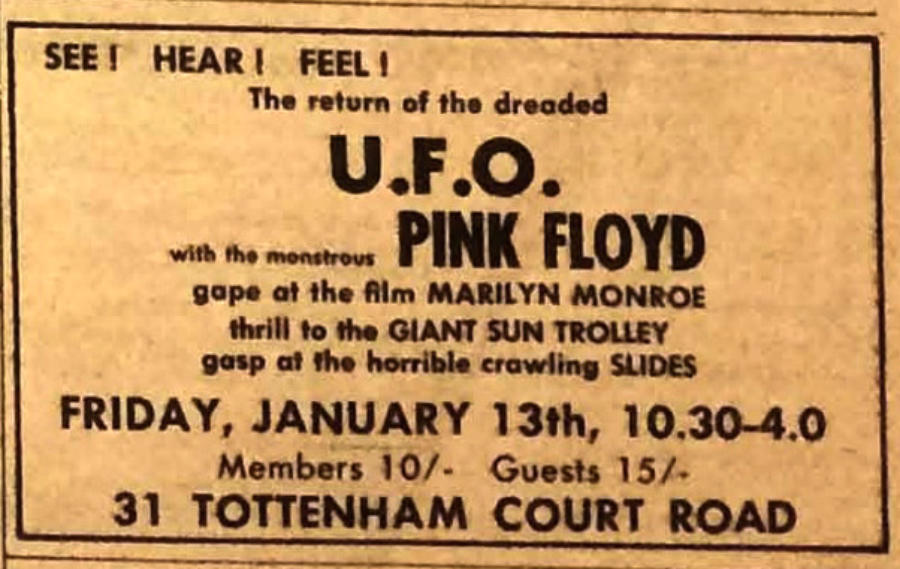 SEE! HEAR! FEEL!
The return of the dreaded
U.F.O.
with the monstrous PINK FLOYD
gape at the film MARILYN MONROE
thrill to the GIANT SUN TROLLEY
gasp at the horrible crawling SLIDES
FRIDAY, JANUARY 13th, 10.30–4.0
Members 10/- Guests 15/-
31 TOTTENHAM COURT ROAD